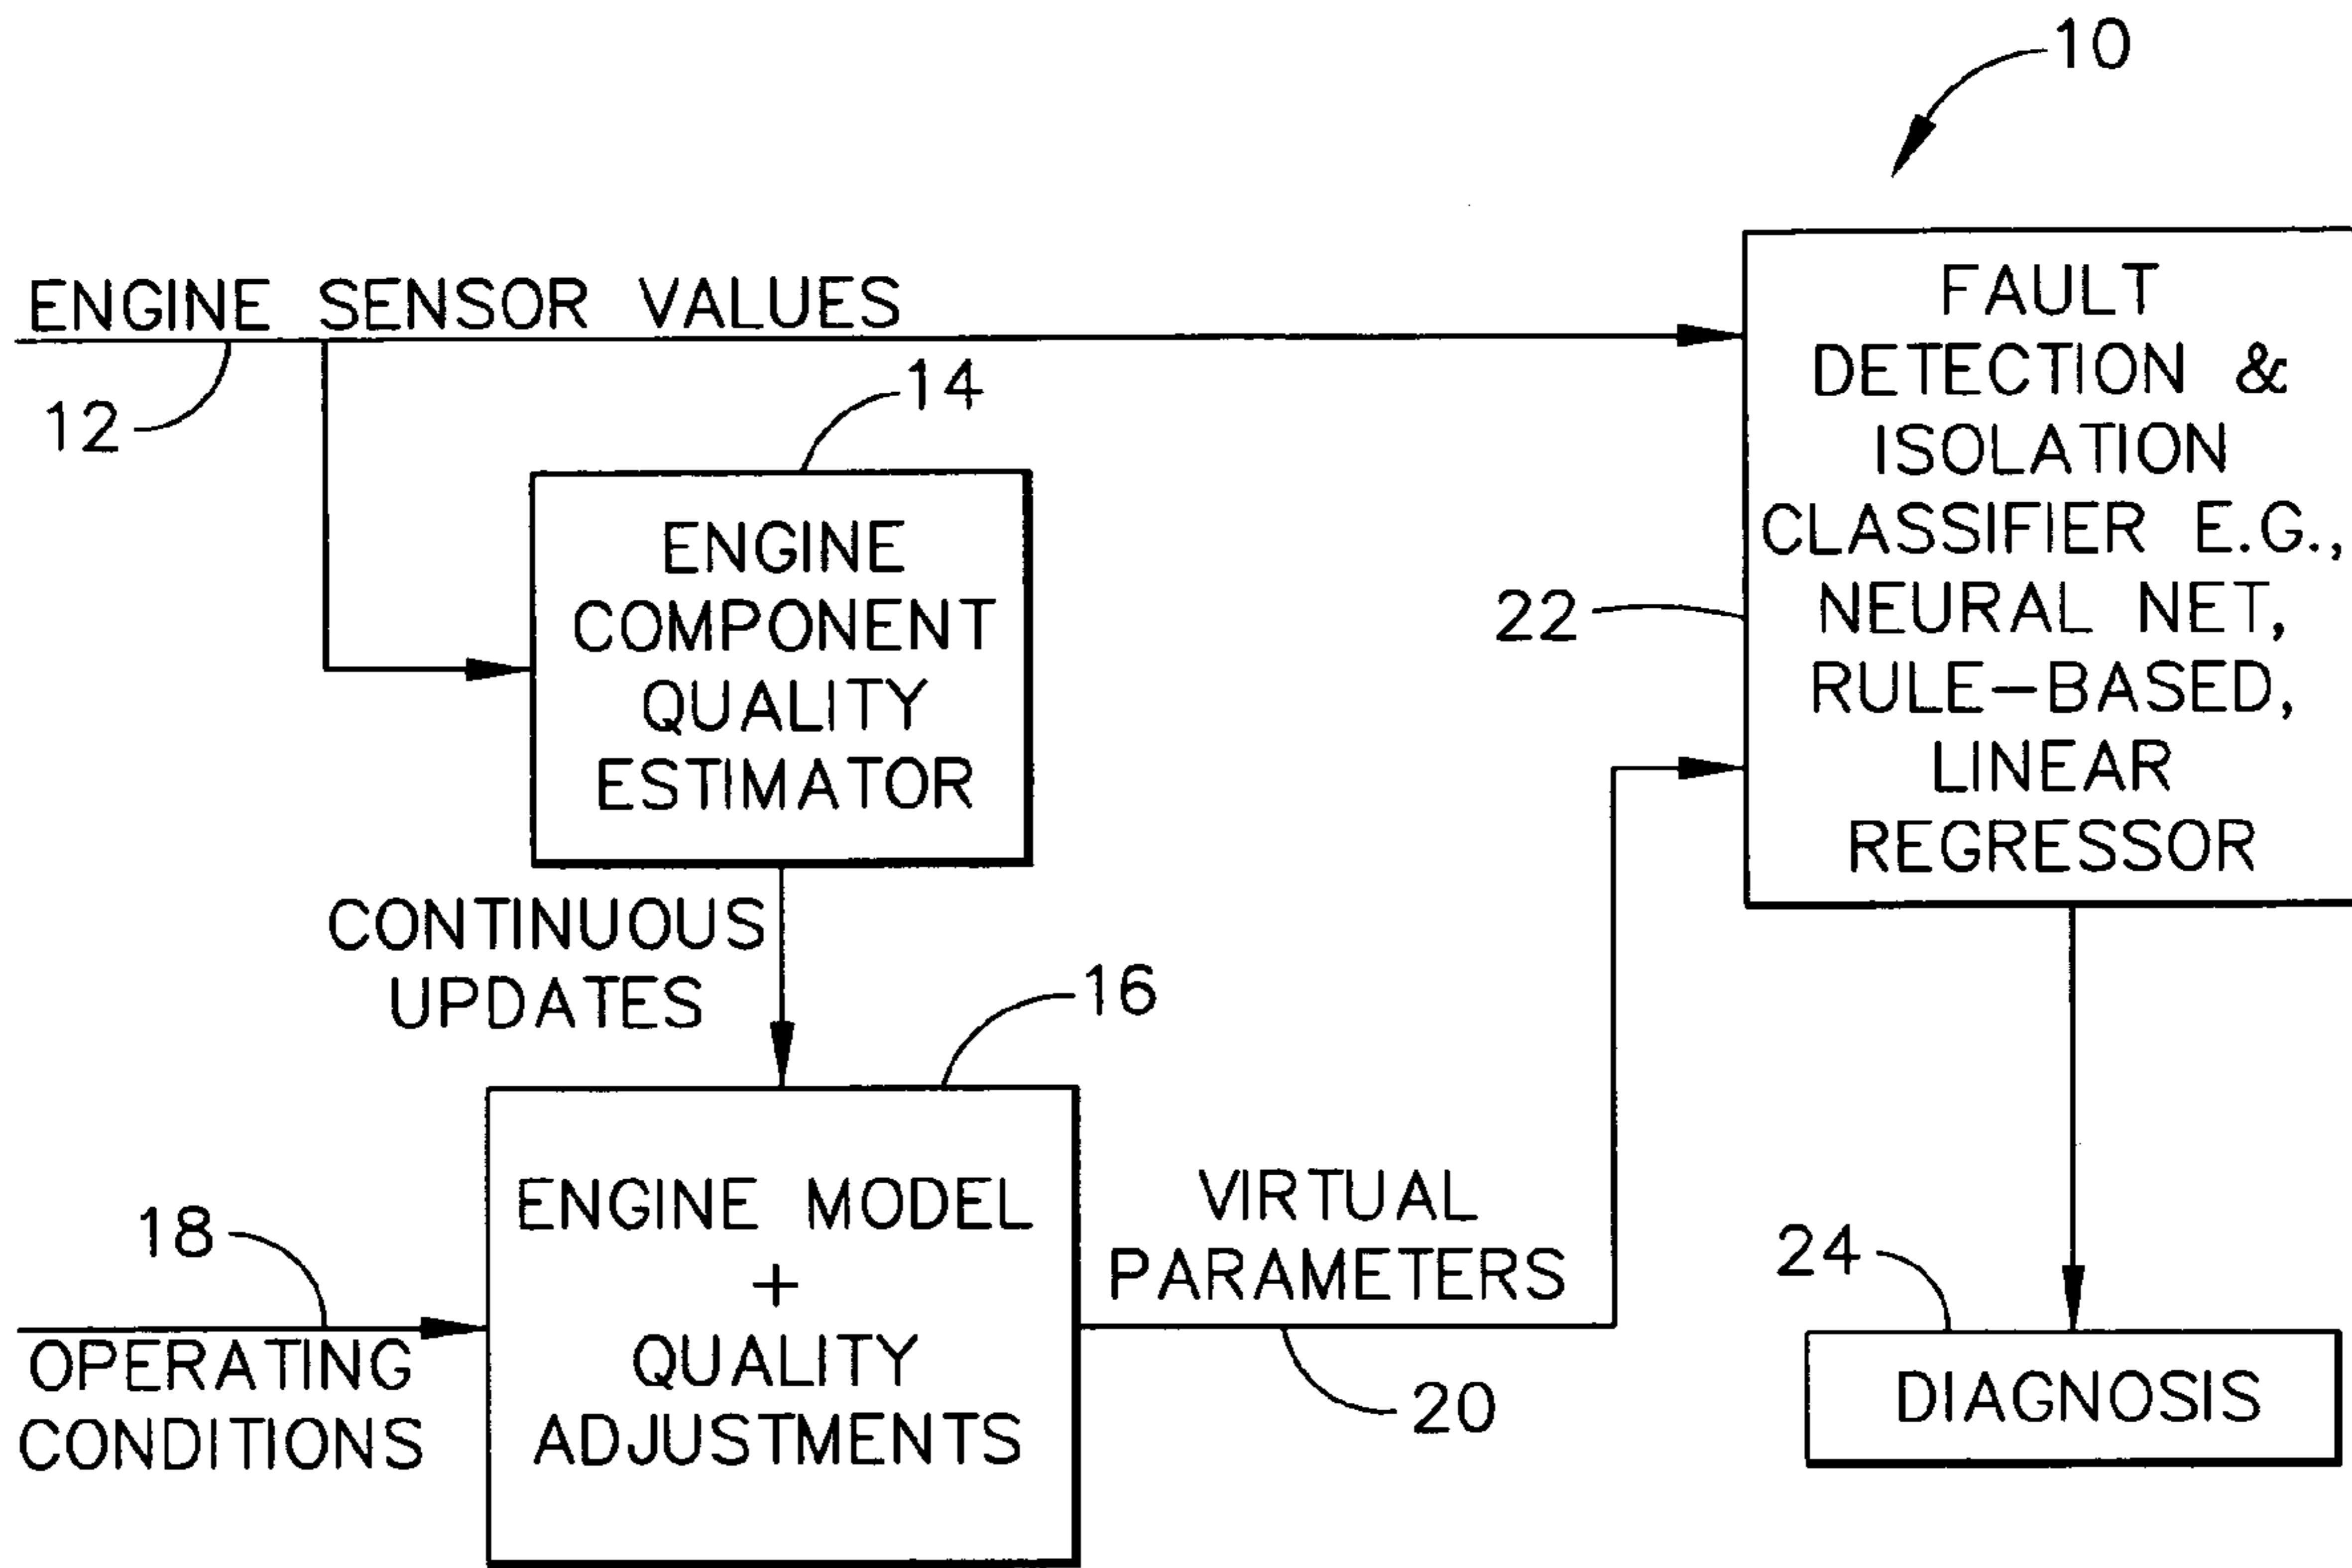 10
ENGINE SENSOR VALUES
12
14
ENGINE
COMPONENT
QUALITY
ESTIMATOR
FAULT
DETECTION &
ISOLATION
CLASSIFIER E.G.,
NEURAL NET,
RULE-BASED,
LINEAR
REGRESSOR
22
CONTINUOUS
UPDATES
16
ENGINE MODEL
+
QUALITY
ADJUSTMENTS
18
OPERATING
CONDITIONS
VIRTUAL
PARAMETERS
20
24
DIAGNOSIS